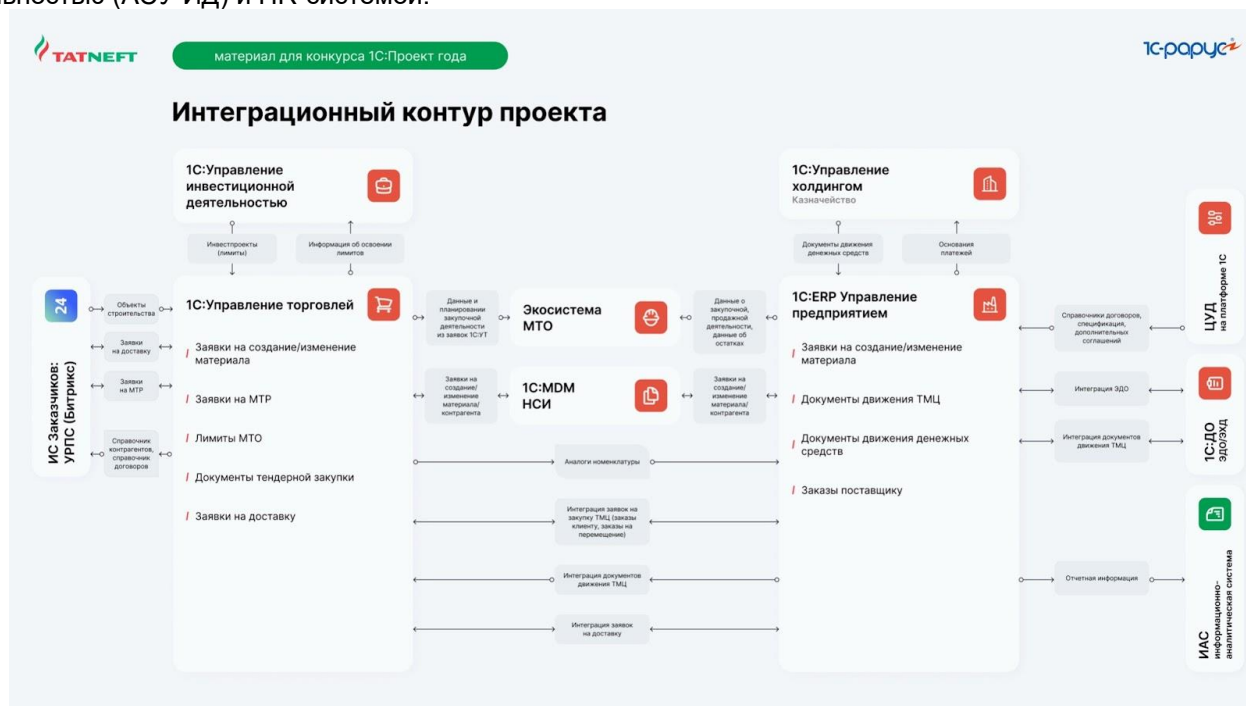 льностью (АСУ ИД) и HR-системой.
TATNEFT
материал для конкурса 1С:Проект года
1С-рарус
Интеграционный контур проекта
1С:Управление
инвестиционной
деятельностью
1С:Управление
холдингом
Казначейство
Инвестпроекты
(лимиты)
Информация об освоении
лимитов
Документы движения
денежных средств
Основания
платежей
24
ИС Заказчиков:
УРПС (Битрикс)
Объекты
строительства
Заявки
на доставку
Заявки
на МТР
Справочник
контрагентов,
справочник
договоров
1С:Управление торговлей
Заявки на создание/изменение
материала
Заявки на МТР
Лимиты МТО
Документы тендерной закупки
Заявки на доставку
Данные и
планировании
закупочной
деятельности
из заявок 1С:УТ
Экосистема
МТО
Данные о
закупочной,
продажной
деятельности,
данные об
остатках
Заявки на
создание/
изменение
материала/
контрагента
1С:MDM
НСИ
Заявки на
создание/
изменение
материала/
контрагента
Аналоги номенклатуры
Интеграция заявок на
закупку ТМЦ (заказы
клиенту, заказы на
перемещение)
Интеграция документов
движения ТМЦ
Интеграция заявок
на доставку
1С:ERP Управление
предприятием
Заявки на создание/изменение
материала
Документы движения ТМЦ
Документы движения денежных
средств
Заказы поставщику
Справочники договоров,
спецификация,
дополнительных
соглашений
Интеграция ЭДО
Интеграция документов
движения ТМЦ
Отчетная информация
ЦУД
на платформе 1С
1С:ДО
ЭДО/ЭХД
ИАС
информационно-
аналитическая система